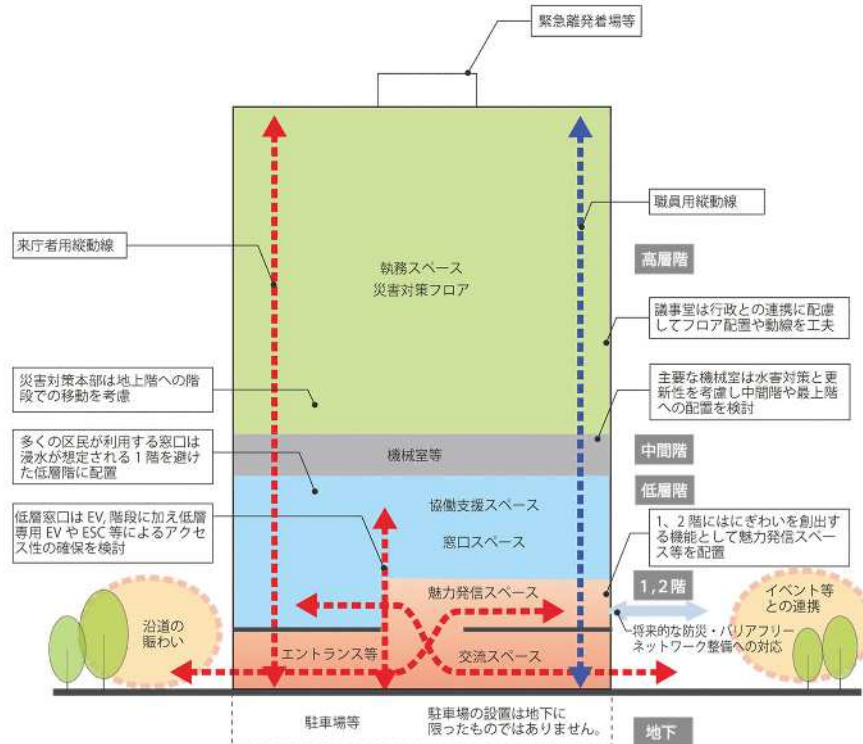 緊急離発着場等
職員用縦動線
来庁者用縦動線
高層階
執務スペース
災害対策フロア
議事堂は行政との連携に配慮
してフロア配置や動線を工夫
災害対策本部は地上階への階
段での移動を考慮
主要な機械室は水害対策と更
新性を考慮し中間階や最上階
への配置を検討
多くの区民が利用する窓口は
浸水が想定される1階を避け
た低層階に配置
機械室等
中間階
低層階
協働支援スペース
窓口スペース
低層窓口は EV, 階段に加え低層
専用 EV や ESC 等によるアクセ
ス性の確保を検討
1、2階にはにぎわいを創出す
る機能として魅力発信スペー
ス等を配置
魅力発信スペース
1,2階
イベント等
との連携
沿道の
賑わい
将来的な防災・バリアフリー
ネットワーク整備への対応
エントランス等
交流スペース
駐車場等
駐車場の設置は地下に
限ったものではありません。
地下